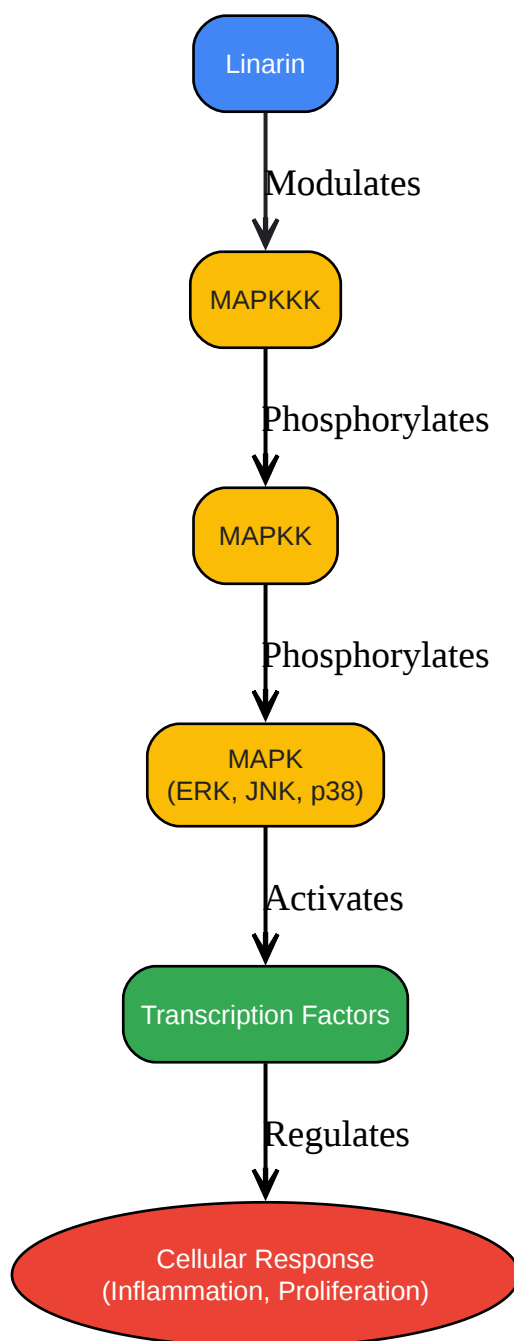 Linarin
Modulates
MAPKKK
Phosphorylates
MAPKK
Phosphorylates
MAPK
(ERK, JNK, p38)
Activates
Transcription Factors
Regulates
Cellular Response
(Inflammation, Proliferation)